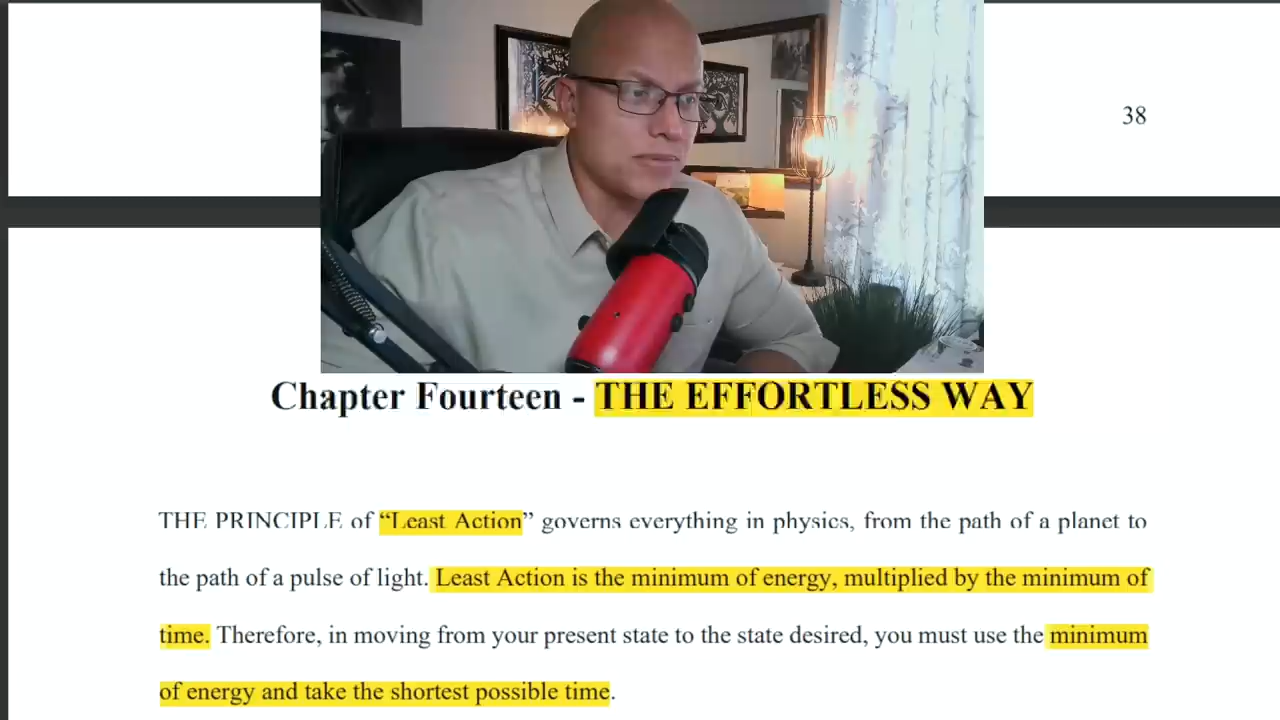 38
Chapter Fourteen - THE EFFORTLESS WAY
THE PRINCIPLE of “Least Action” governs everything in physics, from the path of a planet to
the path of a pulse of light. Least Action is the minimum of energy, multiplied by the minimum of
time. Therefore, in moving from your present state to the state desired, you must use the minimum
of energy and take the shortest possible time.